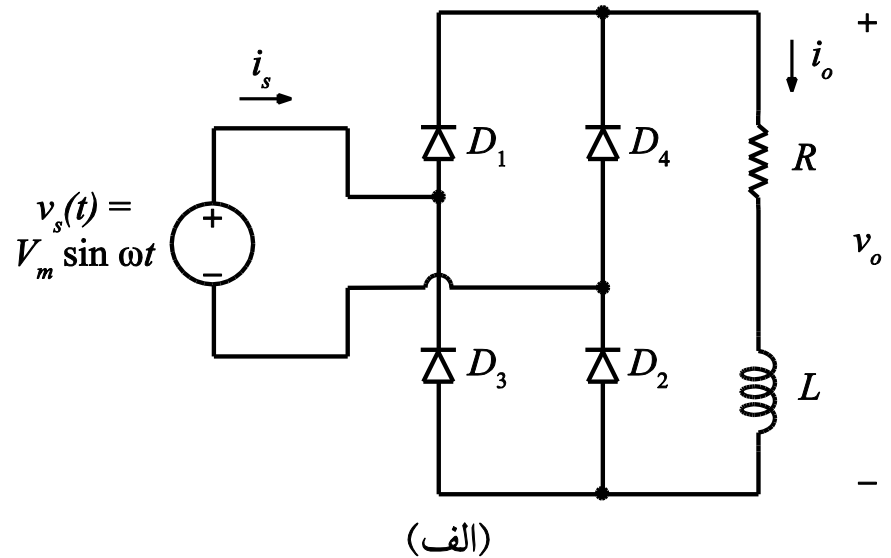 i_s
+
i_o
D_1
D_4
R
v_s(t) =
V_m sin ωt
+
−
v_o
D_3
D_2
L
−
(الف)